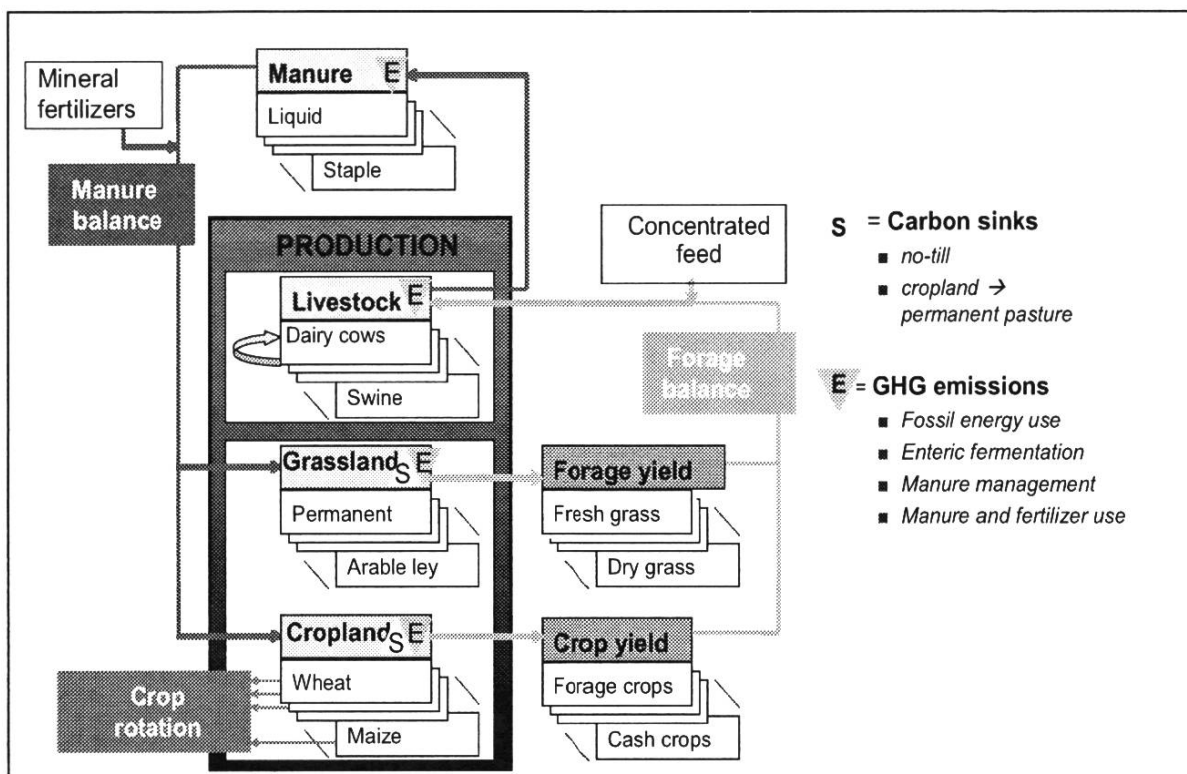 Mineral
fertilizers
Manure E
Liquid
Staple
Manure
balance
PRODUCTION
Livestock E
Dairy cows
Swine
Concentrated
feed
Forage
balance
Grassland S E
Permanent
Arable ley
Forage yield
Fresh grass
Dry grass
Cropland S E
Wheat
Maize
Crop
rotation
Crop yield
Forage crops
Cash crops
S = Carbon sinks
■ no-till
■ cropland →
permanent pasture
E = GHG emissions
■ Fossil energy use
■ Enteric fermentation
■ Manure management
■ Manure and fertilizer use